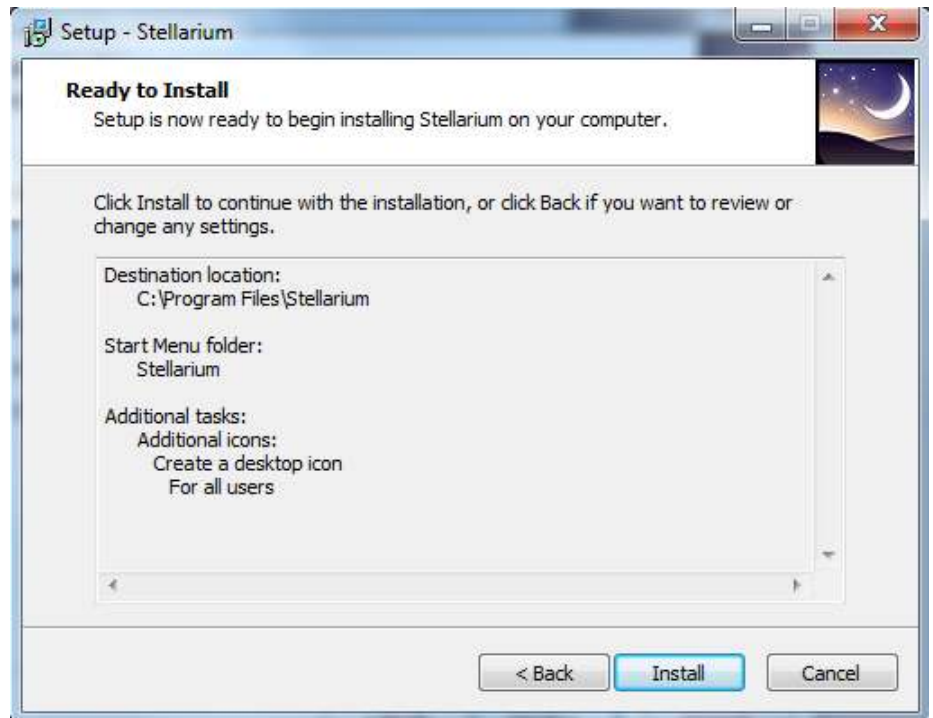 Setup - Stellarium
Ready to Install
Setup is now ready to begin installing Stellarium on your computer.
Click Install to continue with the installation, or click Back if you want to review or
change any settings.
Destination location:
C:\Program Files\Stellarium
Start Menu folder:
Stellarium
Additional tasks:
Additional icons:
Create a desktop icon
For all users
< Back Install Cancel